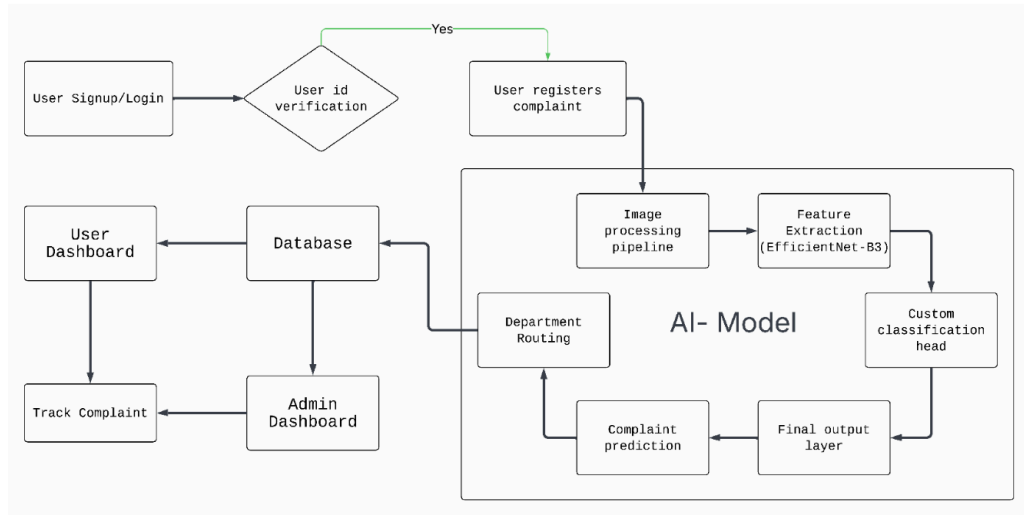 Yes
User Signup/Login
User id
verification
User registers
complaint
Image
processing
pipeline
Feature
Extraction
(EfficientNet-B3)
User
Dashboard
Database
Department
Routing
AI- Model
Custom
classification
head
Track Complaint
Admin
Dashboard
Complaint
prediction
Final output
layer